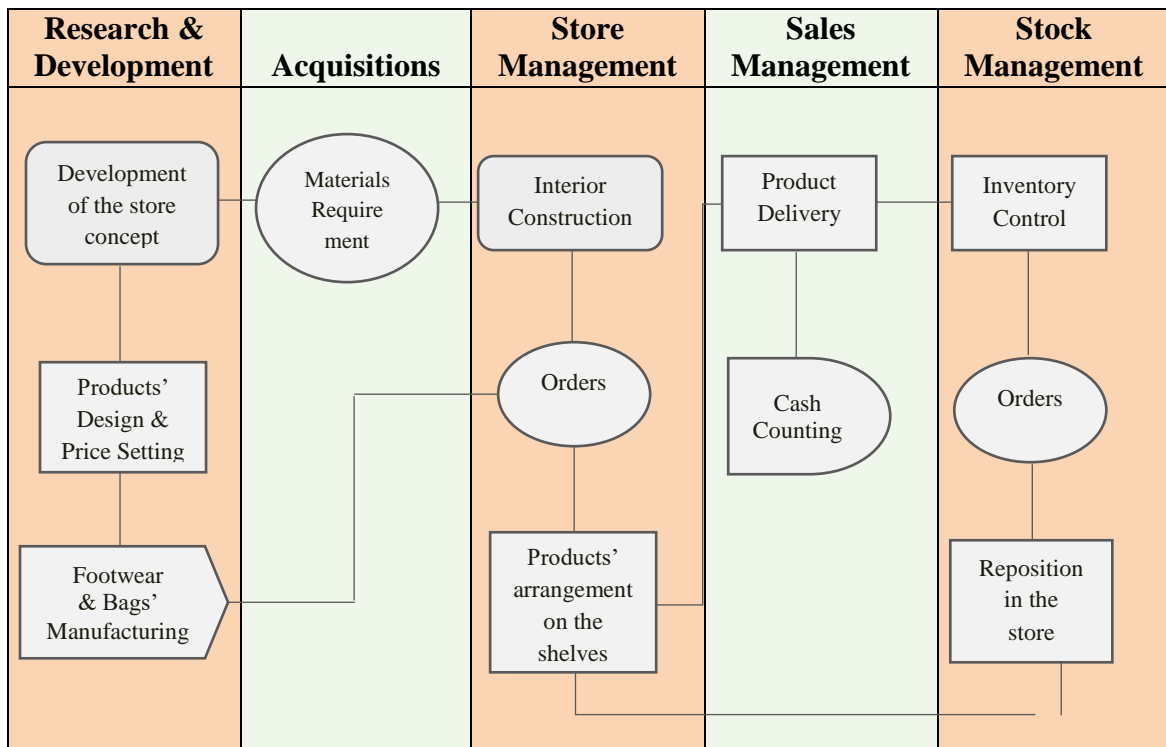 Research &
Development
Acquisitions
Store
Management
Sales
Management
Stock
Management
Development
of the store
concept
Materials
Require
ment
Interior
Construction
Product
Delivery
Inventory
Control
Products’
Design &
Price Setting
Orders
Cash
Counting
Orders
Footwear
& Bags’
Manufacturing
Products’
arrangement
on the
shelves
Reposition
in the
store